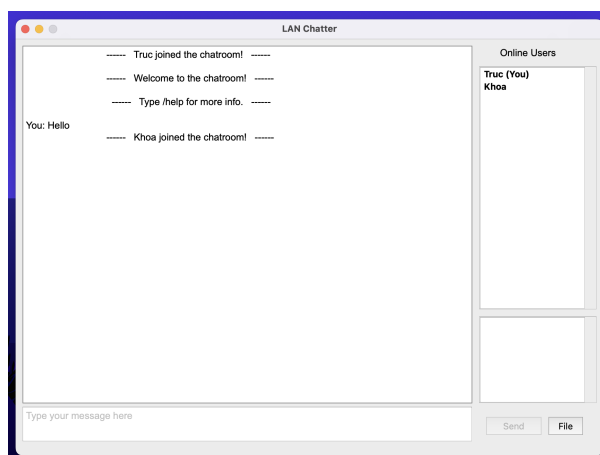 LAN Chatter
------ Truc joined the chatroom! ------
------ Welcome to the chatroom! ------
------ Type /help for more info. ------
You: Hello
------ Khoa joined the chatroom! ------
Online Users
Truc (You)
Khoa
Type your message here
Send
File